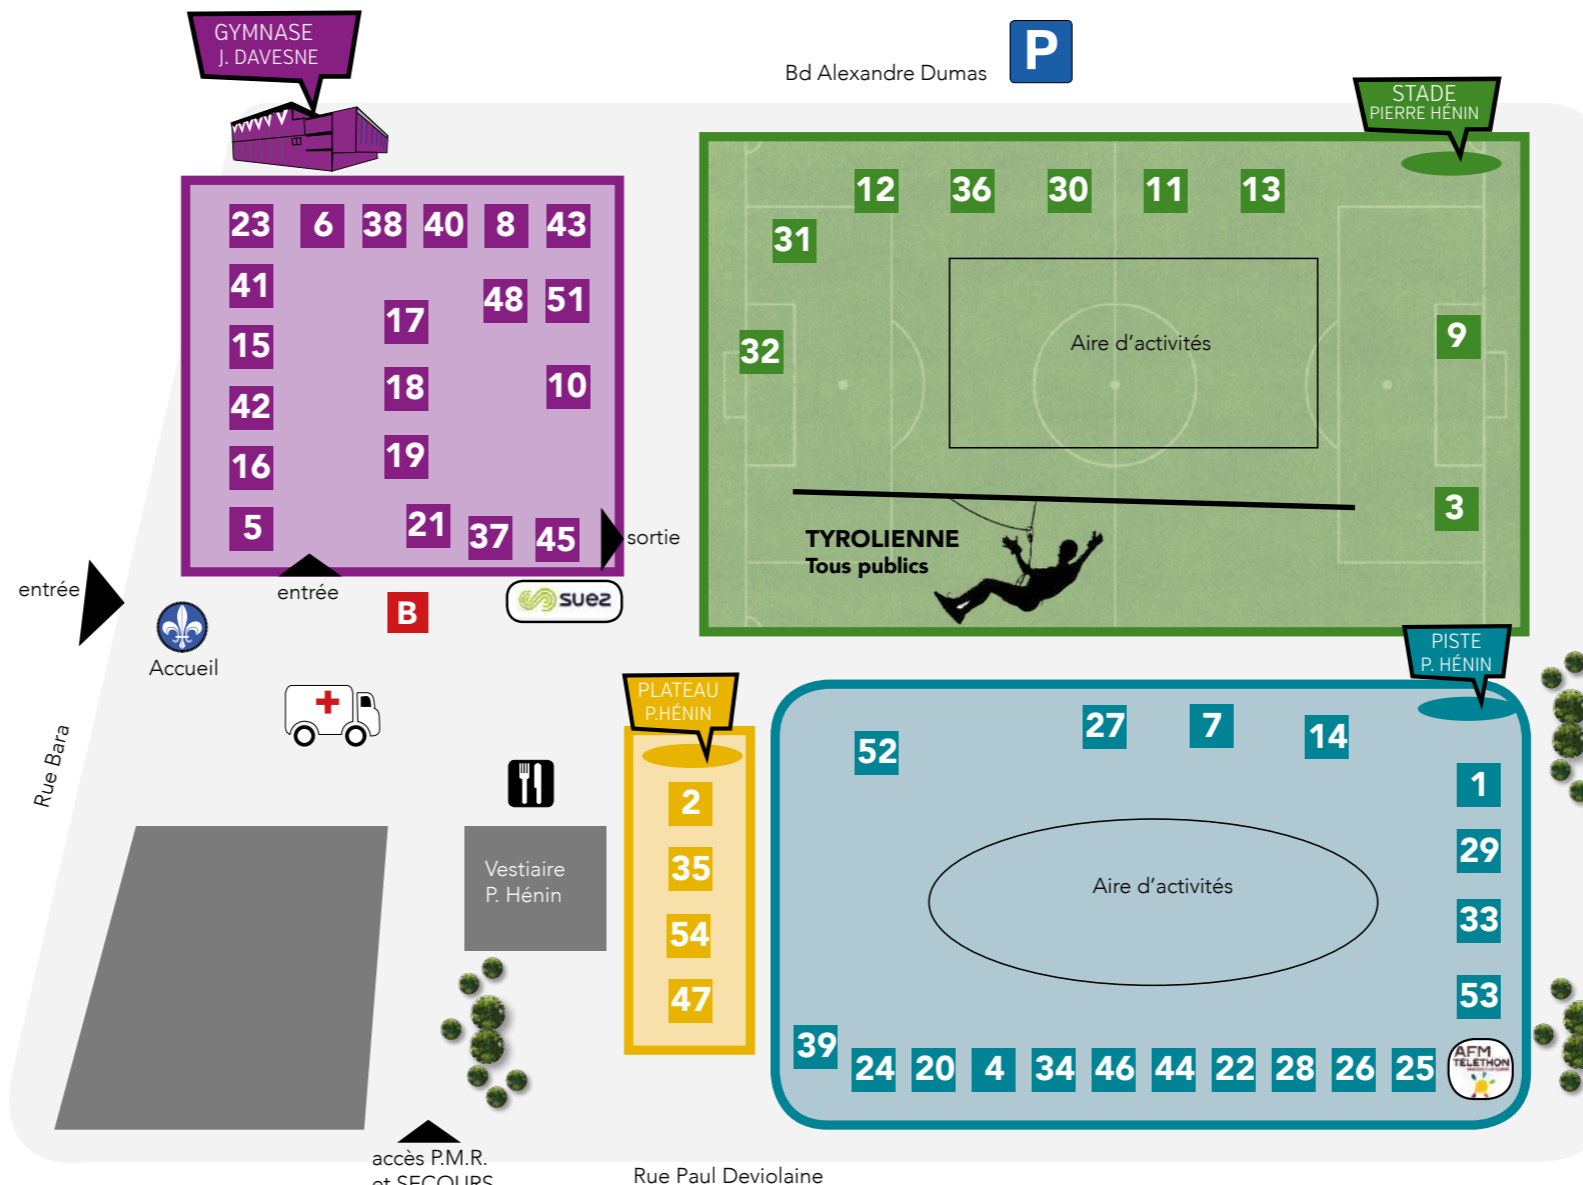 GYMNASE
J. DAVESNE
Bd Alexandre Dumas
P
STADE
PIERRE HÉNIN
23 6 38 40 8 43
41
48 51
17
15
18
10
42
19
16
5
21 37 45
sortie
entrée
entrée
B
suez
Accueil
12 36 30 11 13
31
32
9
Aire d'activités
3
TYROLIENNE
Tous publics
Rue Bara
PLATEAU
P.HÉNIN
2
35
54
47
Vestiaire
P. Hénin
PISTE
P. HÉNIN
52
27 7 14
1
29
33
53
Aire d'activités
39
24 20 4 34 46 44 22 28 26 25
AFM
TELETHON
accès P.M.R.
et SECOURS
Rue Paul Deviolaine